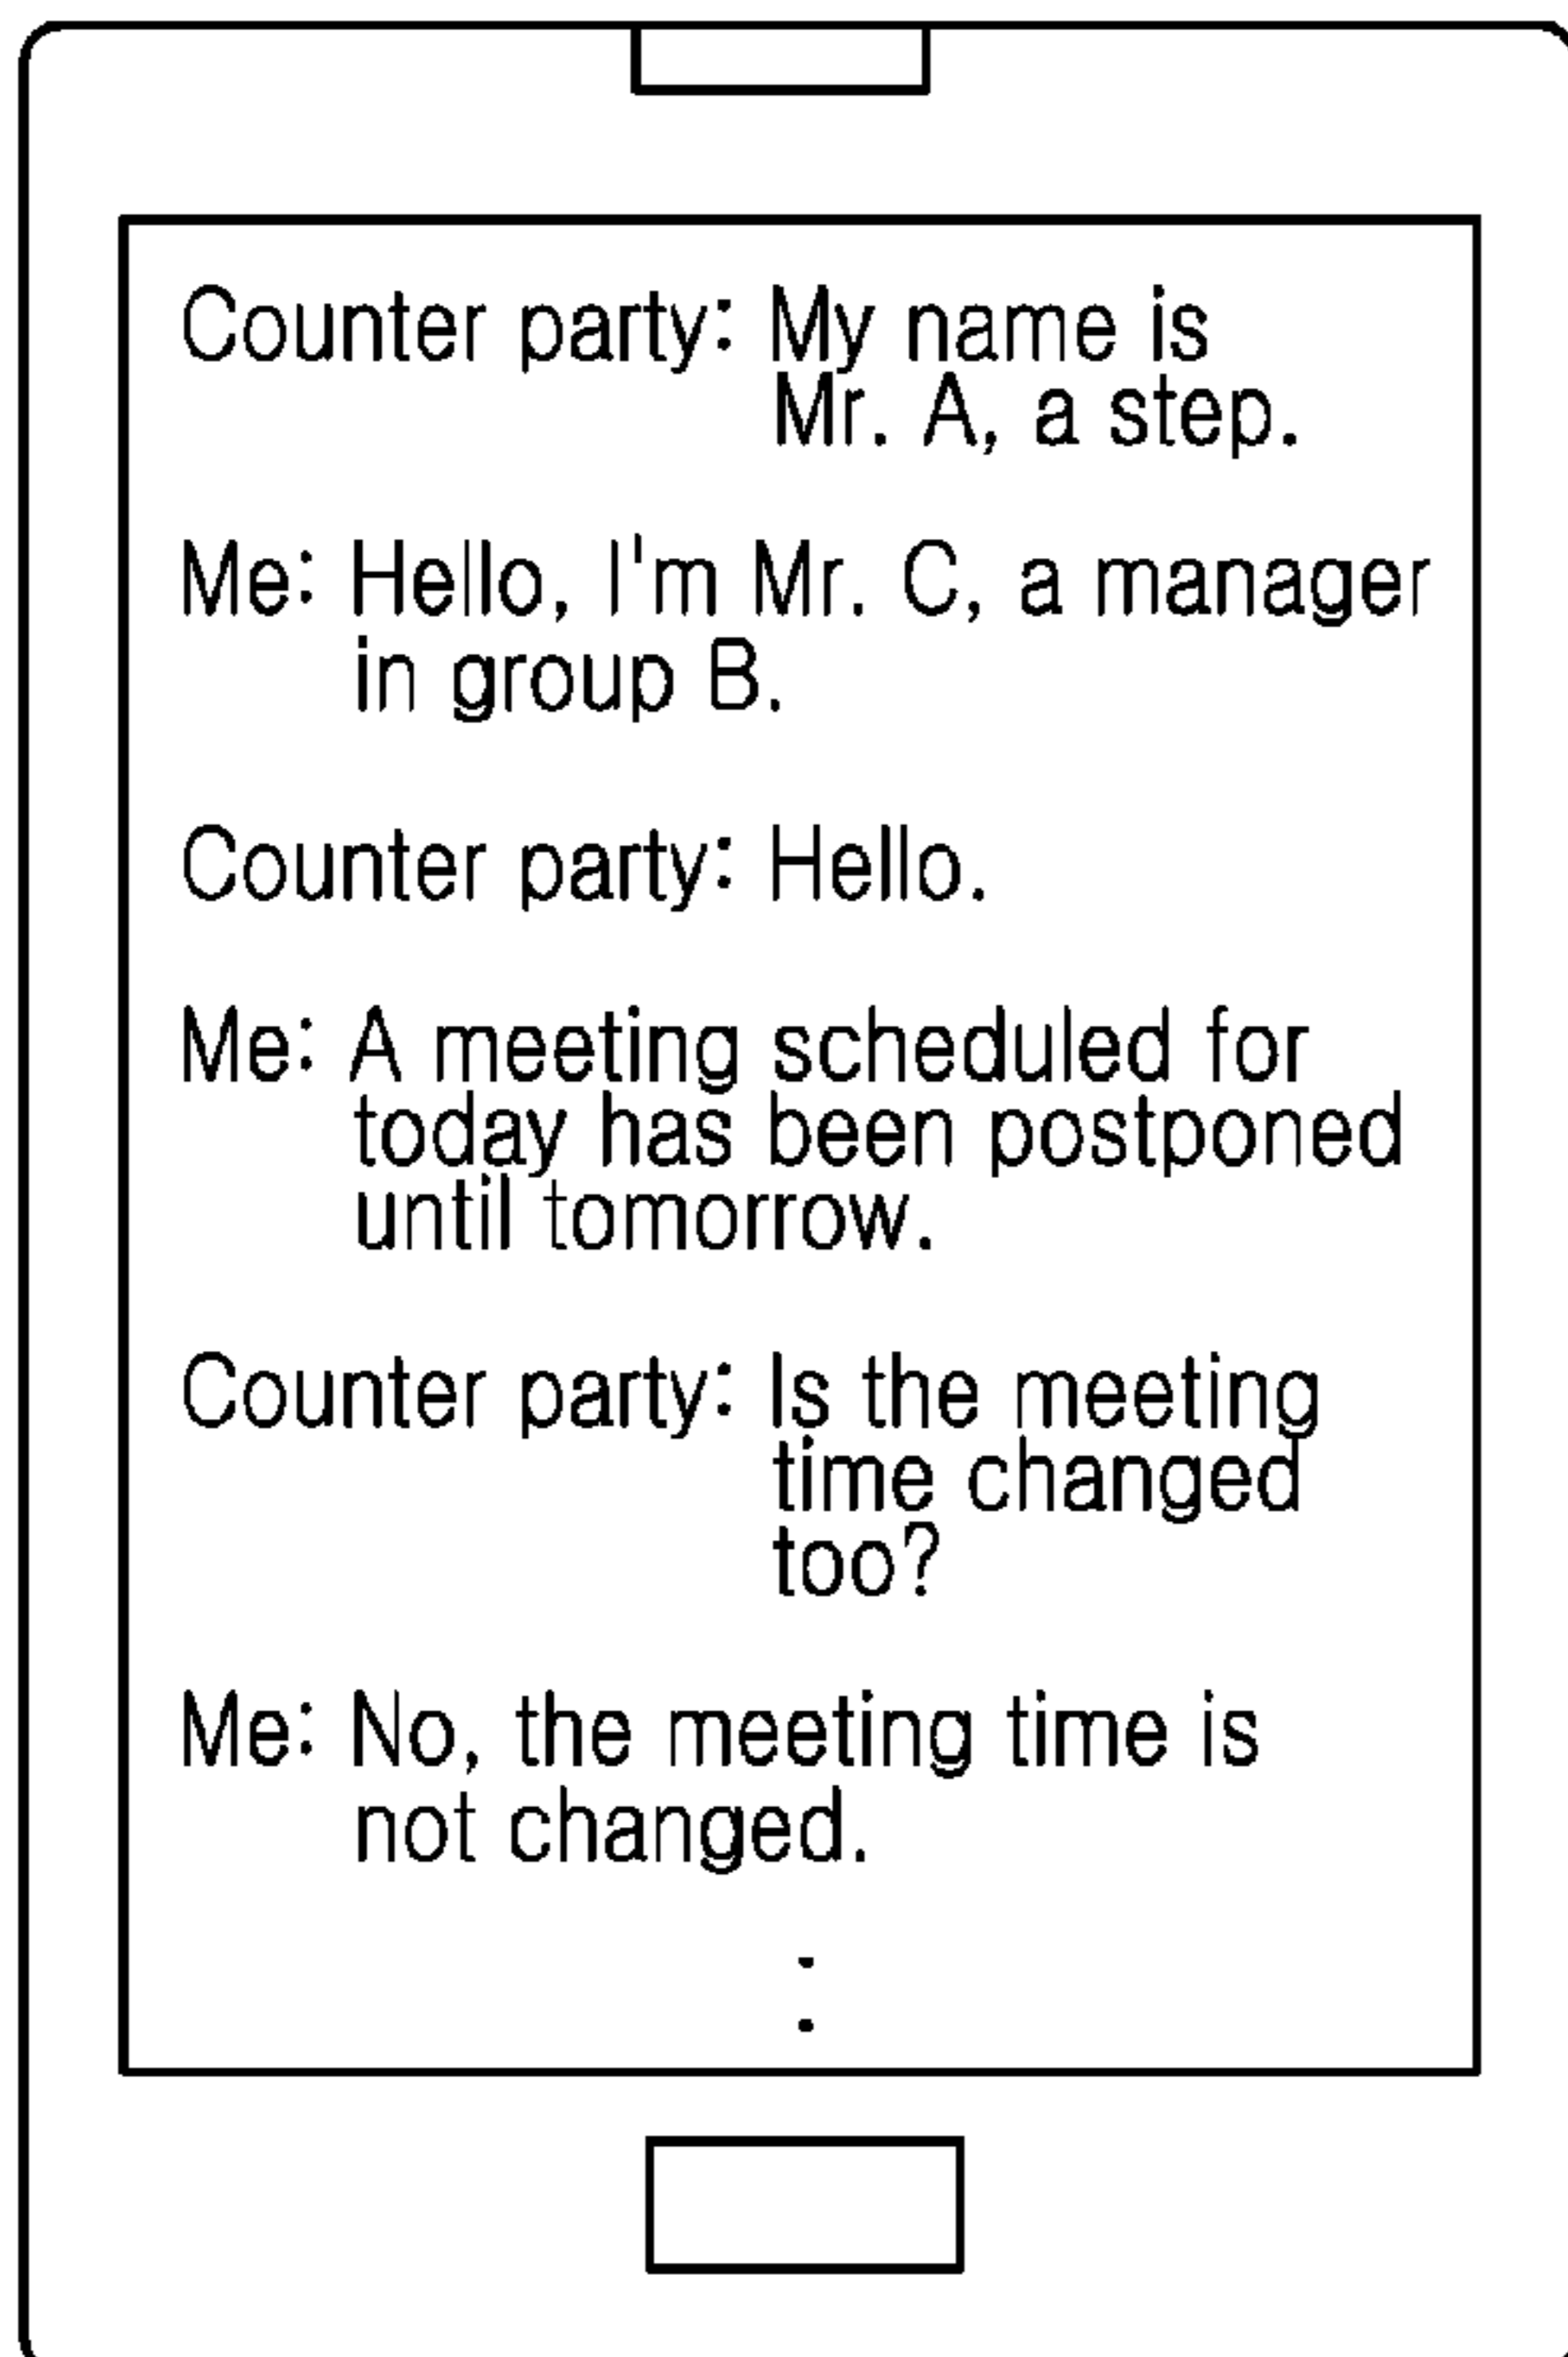 Counter party: My name is
Mr. A, a step.
Me: Hello, I'm Mr. C, a manager
in group B.
Counter party: Hello.
Me: A meeting scheduled for
today has been postponed
until tomorrow.
Counter party: Is the meeting
time changed
too?
Me: No, the meeting time is
not changed.
: